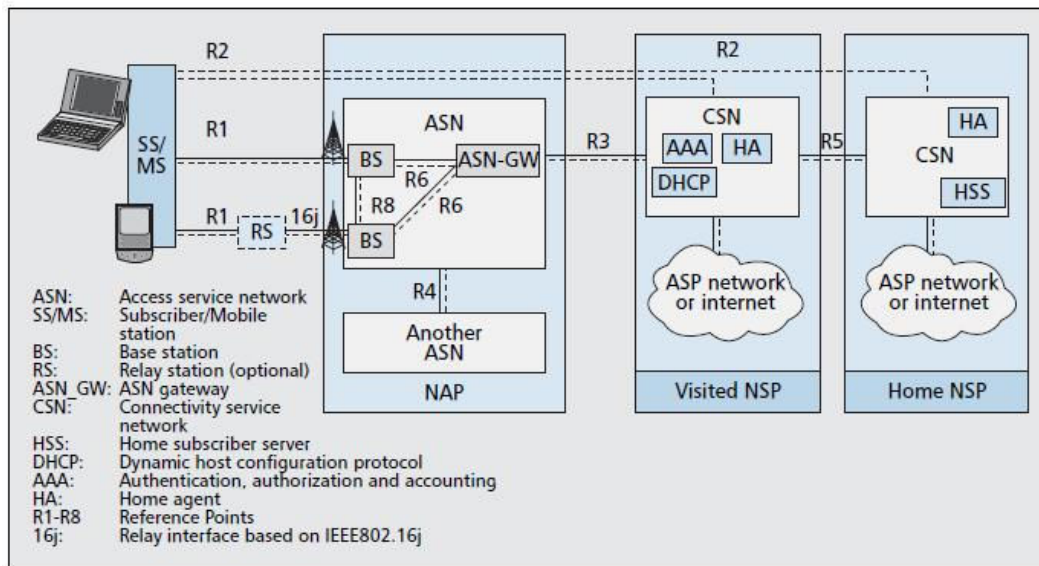 R2
R2
SS/
MS
R1
R1
RS
16j
ASN
BS
ASN-GW
R6
R8
R6
BS
R4
Another
ASN
NAP
R3
CSN
AAA
HA
DHCP
ASP network
or internet
Visited NSP
R5
HA
CSN
HSS
ASP network
or internet
Home NSP
ASN: Access service network
SS/MS: Subscriber/Mobile
station
BS: Base station
RS: Relay station (optional)
ASN_GW: ASN gateway
CSN: Connectivity service
network
HSS: Home subscriber server
DHCP: Dynamic host configuration protocol
AAA: Authentication, authorization and accounting
HA: Home agent
R1-R8 Reference Points
16j: Relay interface based on IEEE802.16j